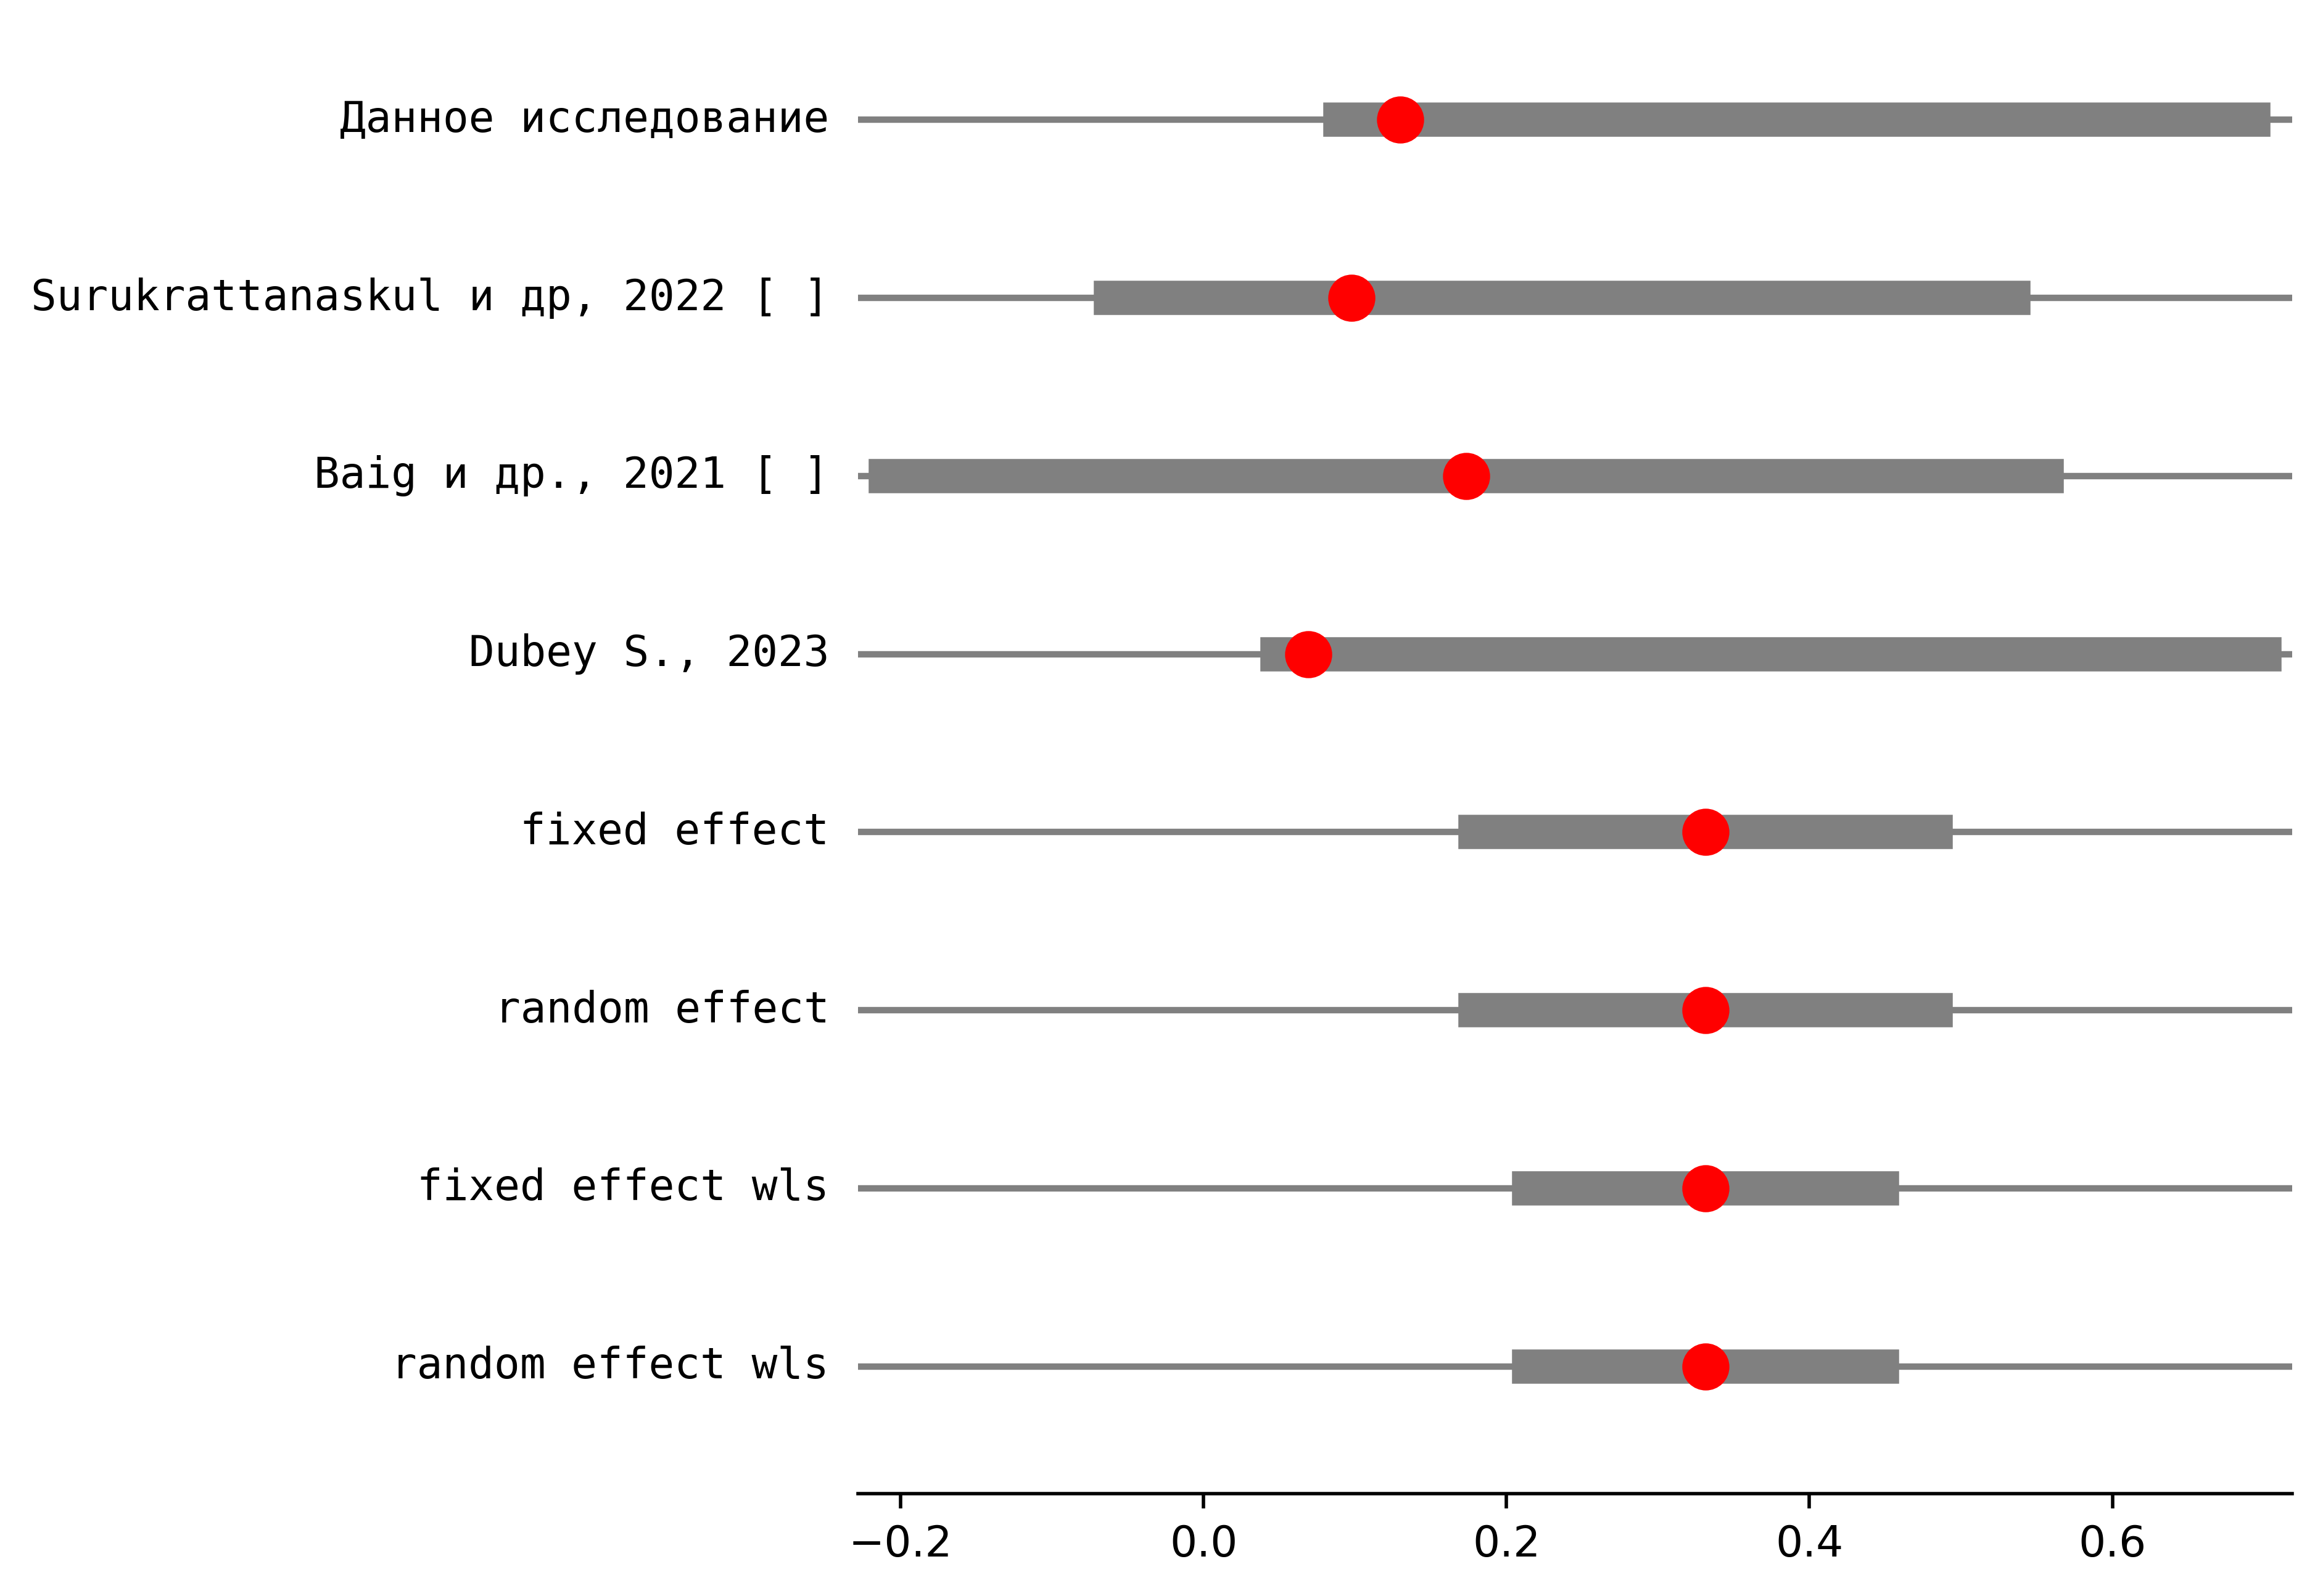 Данное исследование
Surukrattanaskul и др, 2022 [ ]
Baig и др., 2021 [ ]
Dubey S., 2023
fixed effect
random effect
fixed effect wls
random effect wls
−0.2 0.0 0.2 0.4 0.6